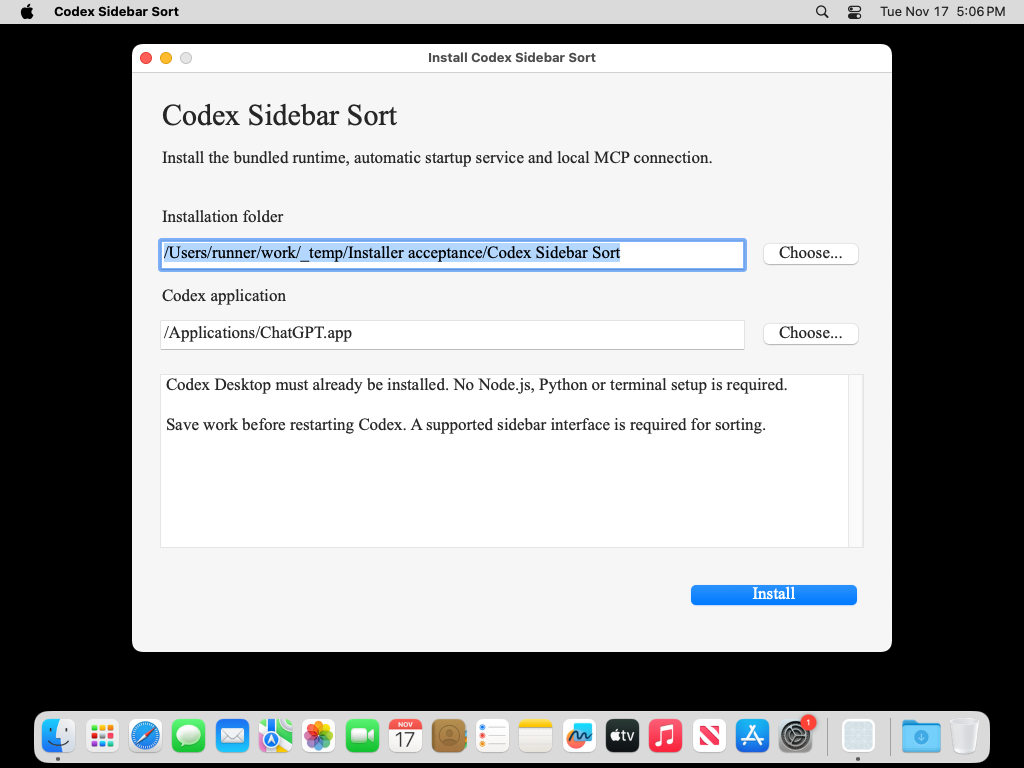 Codex Sidebar Sort
Tue Nov 17 5:06 PM
Install Codex Sidebar Sort
Codex Sidebar Sort
Install the bundled runtime, automatic startup service and local MCP connection.
Installation folder
/Users/runner/work/_temp/Installer acceptance/Codex Sidebar Sort
Choose...
Codex application
/Applications/ChatGPT.app
Choose...
Codex Desktop must already be installed. No Node.js, Python or terminal setup is required.
Save work before restarting Codex. A supported sidebar interface is required for sorting.
Install
NOV
17
tv
1